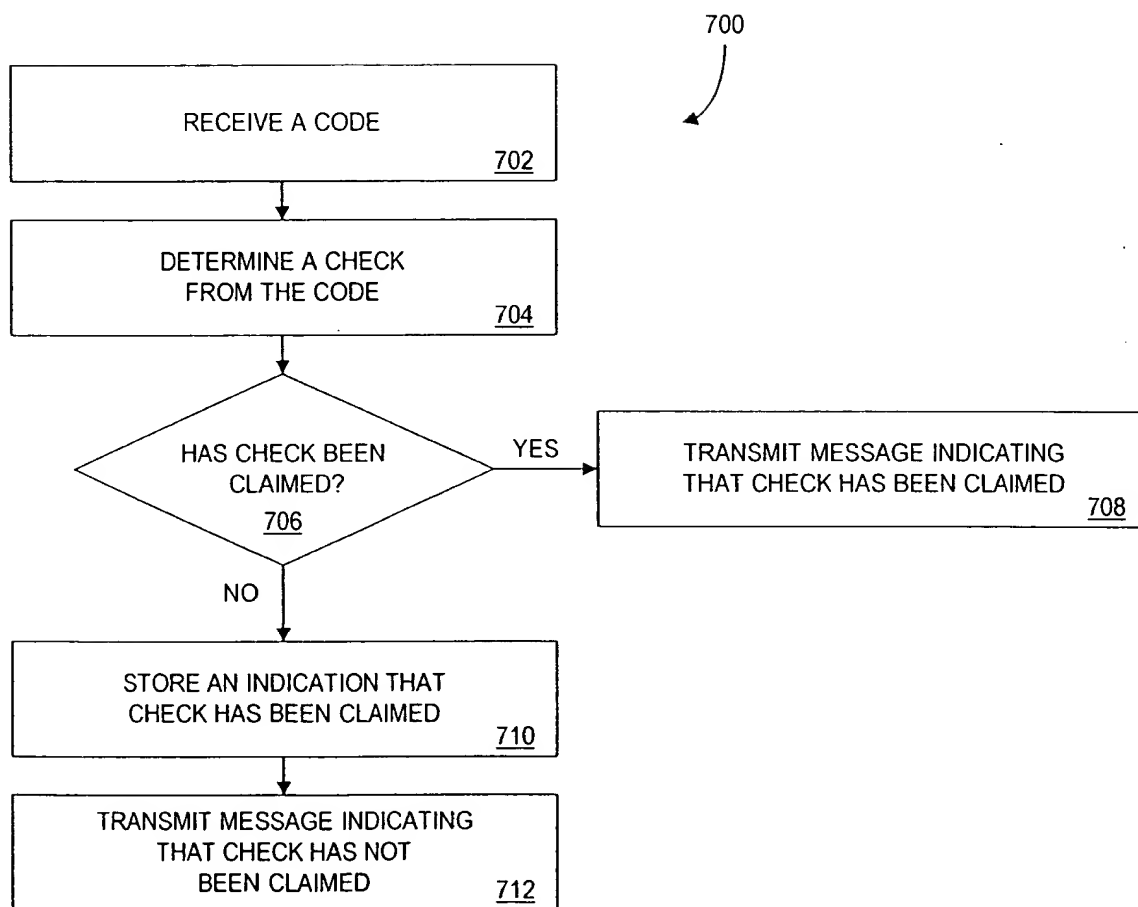 700
RECEIVE A CODE
702
DETERMINE A CHECK
FROM THE CODE
704
HAS CHECK BEEN
CLAIMED?
706
YES
TRANSMIT MESSAGE INDICATING
THAT CHECK HAS BEEN CLAIMED
708
NO
STORE AN INDICATION THAT
CHECK HAS BEEN CLAIMED
710
TRANSMIT MESSAGE INDICATING
THAT CHECK HAS NOT
BEEN CLAIMED
712